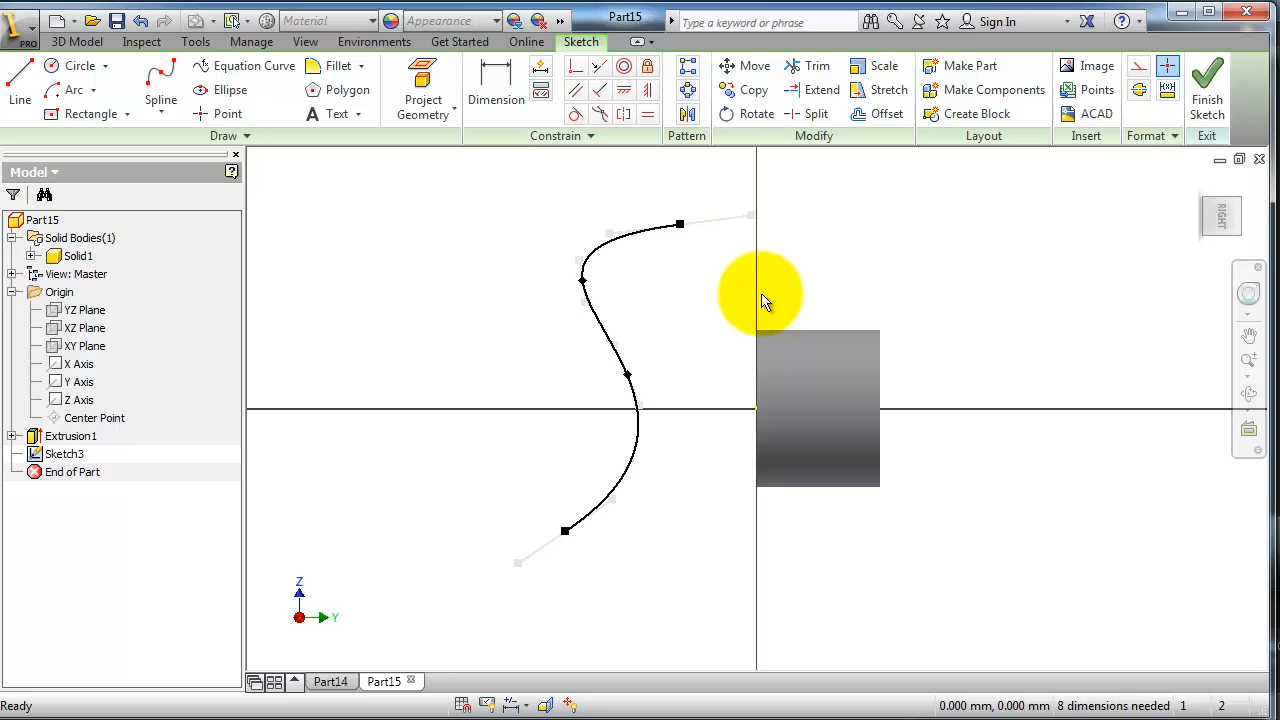 Material
Appearance
Part15
Type a keyword or phrase
Sign In
PRO
3D Model
Inspect
Tools
Manage
View
Environments
Get Started
Online
Sketch
Line
Circle
Arc
Rectangle
Spline
Equation Curve
Ellipse
Point
Fillet
Polygon
Text
Project Geometry
Dimension
Move
Copy
Rotate
Trim
Extend
Split
Scale
Stretch
Offset
Make Part
Make Components
Create Block
Image
Points
ACAD
Finish Sketch
Draw
Constrain
Pattern
Modify
Layout
Insert
Format
Exit
Model
Part15
Solid Bodies(1)
Solid1
View: Master
Origin
YZ Plane
XZ Plane
XY Plane
X Axis
Y Axis
Z Axis
Center Point
Extrusion1
Sketch3
End of Part
RIGHT
Z
Y
Part14
Part15
Ready
0.000 mm, 0.000 mm
8 dimensions needed
1
2